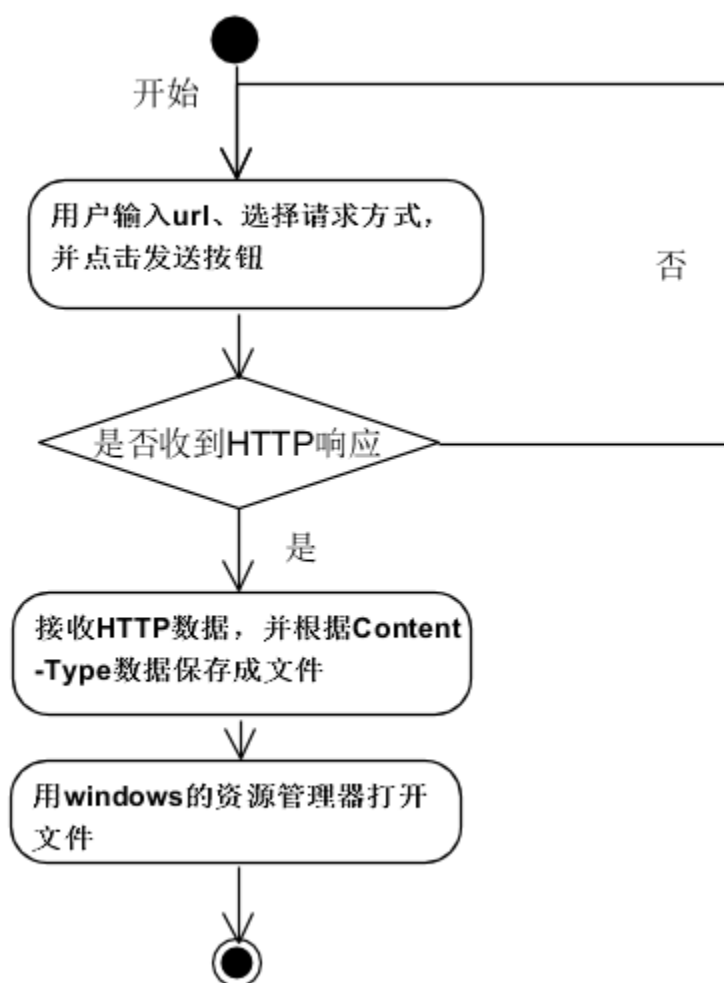 开始
用户输入url、选择请求方式，
并点击发送按钮
否
是否收到HTTP响应
是
接收HTTP数据，并根据Content
-Type数据保存成文件
用windows的资源管理器打开
文件